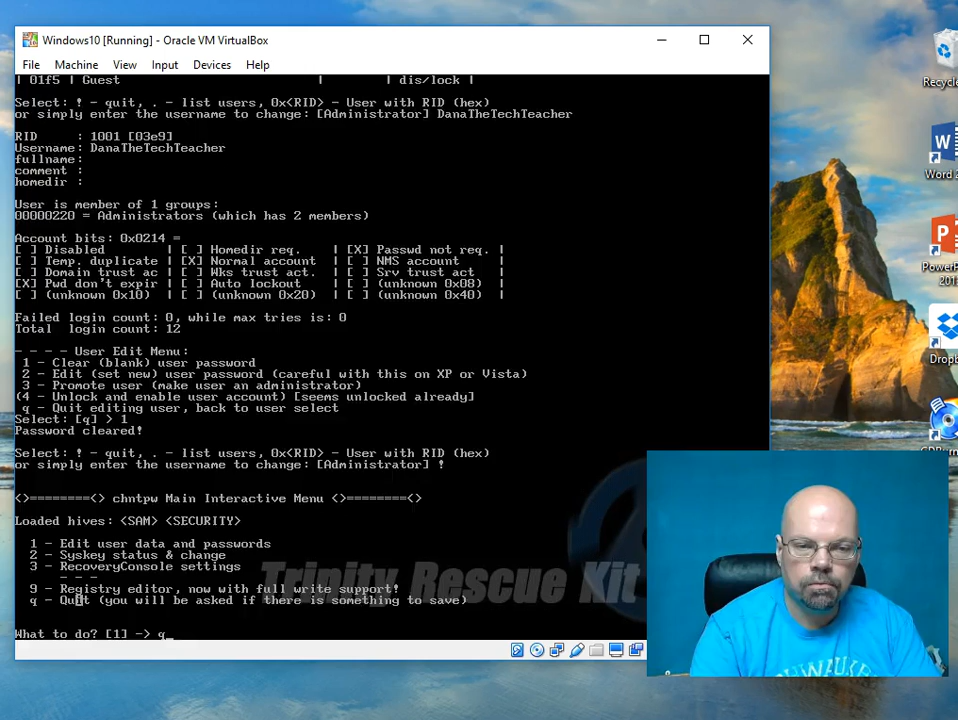 Windows10 [Running] - Oracle VM VirtualBox
File Machine View Input Devices Help
| 01f5 | Guest | | dis/lock |
Select: ! - quit, . - list users, 0x<RID> - User with RID (hex)
or simply enter the username to change: [Administrator] DanaTheTechTeacher
RID : 1001 [03e9]
Username: DanaTheTechTeacher
fullname:
comment :
homedir :
User is member of 1 groups:
00000220 = Administrators (which has 2 members)
Account bits: 0x0214 =
[ ] Disabled | [ ] Homedir req. | [X] Passwd not req. |
[ ] Temp. duplicate | [X] Normal account | [ ] NMS account |
[ ] Domain trust ac | [ ] Wks trust act. | [ ] Srv trust act |
[X] Pwd don't expir | [ ] Auto lockout | [ ] (unknown 0x08) |
[ ] (unknown 0x10) | [ ] (unknown 0x20) | [ ] (unknown 0x40) |
Failed login count: 0, while max tries is: 0
Total login count: 12
- - - - User Edit Menu:
1 - Clear (blank) user password
2 - Edit (set new) user password (careful with this on XP or Vista)
3 - Promote user (make user an administrator)
(4 - Unlock and enable user account) [seems unlocked already]
q - Quit editing user, back to user select
Select: [q] > 1
Password cleared!
Select: ! - quit, . - list users, 0x<RID> - User with RID (hex)
or simply enter the username to change: [Administrator] !
<>========<> chntpw Main Interactive Menu <>========<>
Loaded hives: <SAM> <SECURITY>
1 - Edit user data and passwords
2 - Syskey status & change
3 - RecoveryConsole settings
- - -
9 - Registry editor, now with full write support!
q - Quit (you will be asked if there is something to save)
What to do? [1] -> q_
Trinity Rescue Kit
Recycle
Word 2
PowerP
201
Dropb